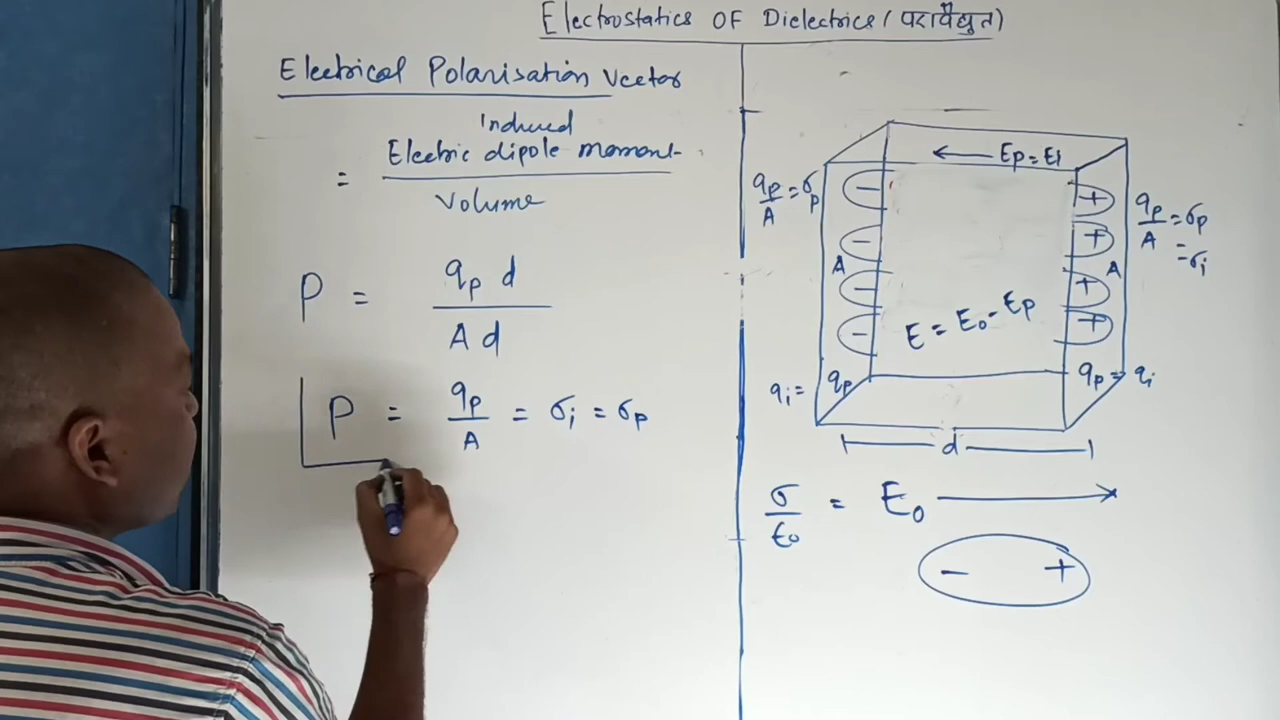 Electrostatics OF Dielectrics (परावैद्युत)
Electrical Polarisation Vector
= Induced Electric dipole moment / Volume
P = qp d / A d
P = qp / A = σi = σp
Ep = Ei
qp / A = σp
qp / A = σp
= σi
- - - -
+ + + +
A
A
E = E0 - Ep
qi = qp
qp = qi
d
σ / ε0 = E0
- +